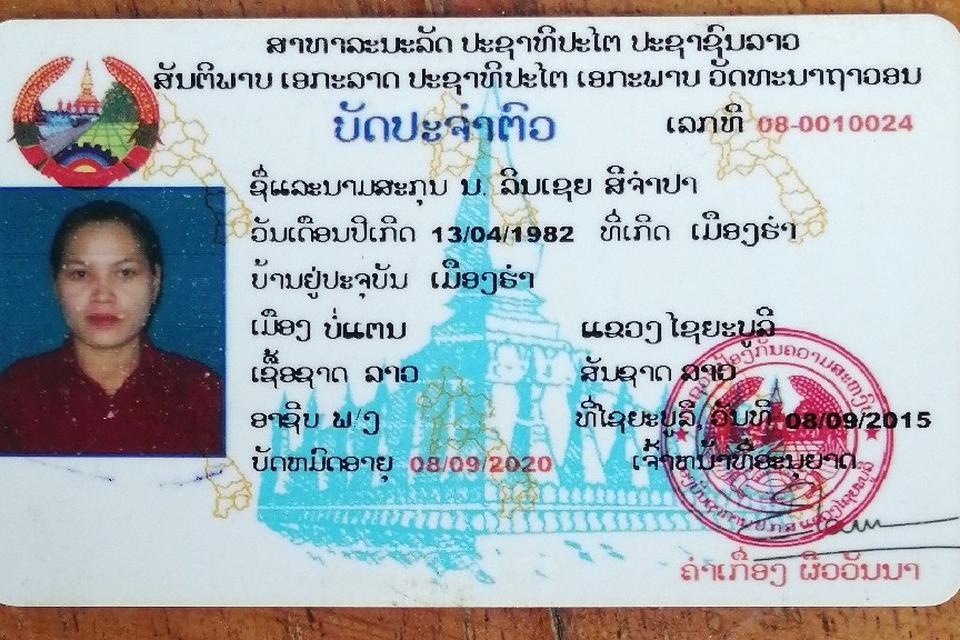 ສາທາລະນະລັດ ປະຊາທິປະໄຕ ປະຊາຊົນລາວ
ສັນຕິພາບ ເອກະລາດ ປະຊາທິປະໄຕ ເອກະພາບ ວັດທະນາຖາວອນ
ບັດປະຈຳຕົວ
ເລກທີ 08-0010024
ຊື່ແລະນາມສະກຸນ ນ. ລິນເຊຍ ສີຈຳປາ
ວັນເດືອນປີເກີດ 13/04/1982 ທີ່ເກີດ ເມືອງຮຳ
ບ້ານຢູ່ປະຈຸບັນ ເມືອງຮຳ
ເມືອງ ບໍ່ແຕນ ແຂວງ ໄຊຍະບູລີ
ເຊື້ອຊາດ ລາວ ສັນຊາດ ລາວ
ອາຊີບ ພ/ງ ທີ່ໄຊຍະບູລີ, ວັນທີ 08/09/2015
ບັດຫມົດອາຍຸ 08/09/2020 ເຈົ້າຫນ້າທີ່ອະນຸຍາດ
ຄຳເກື່ອງ ຜິວວັນນາ